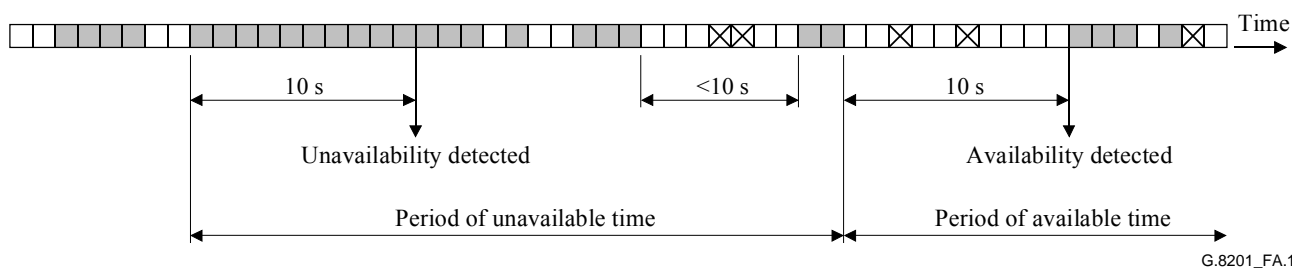 Time
10 s
<10 s
10 s
Unavailability detected
Availability detected
Period of unavailable time
Period of available time
G.8201_FA.1